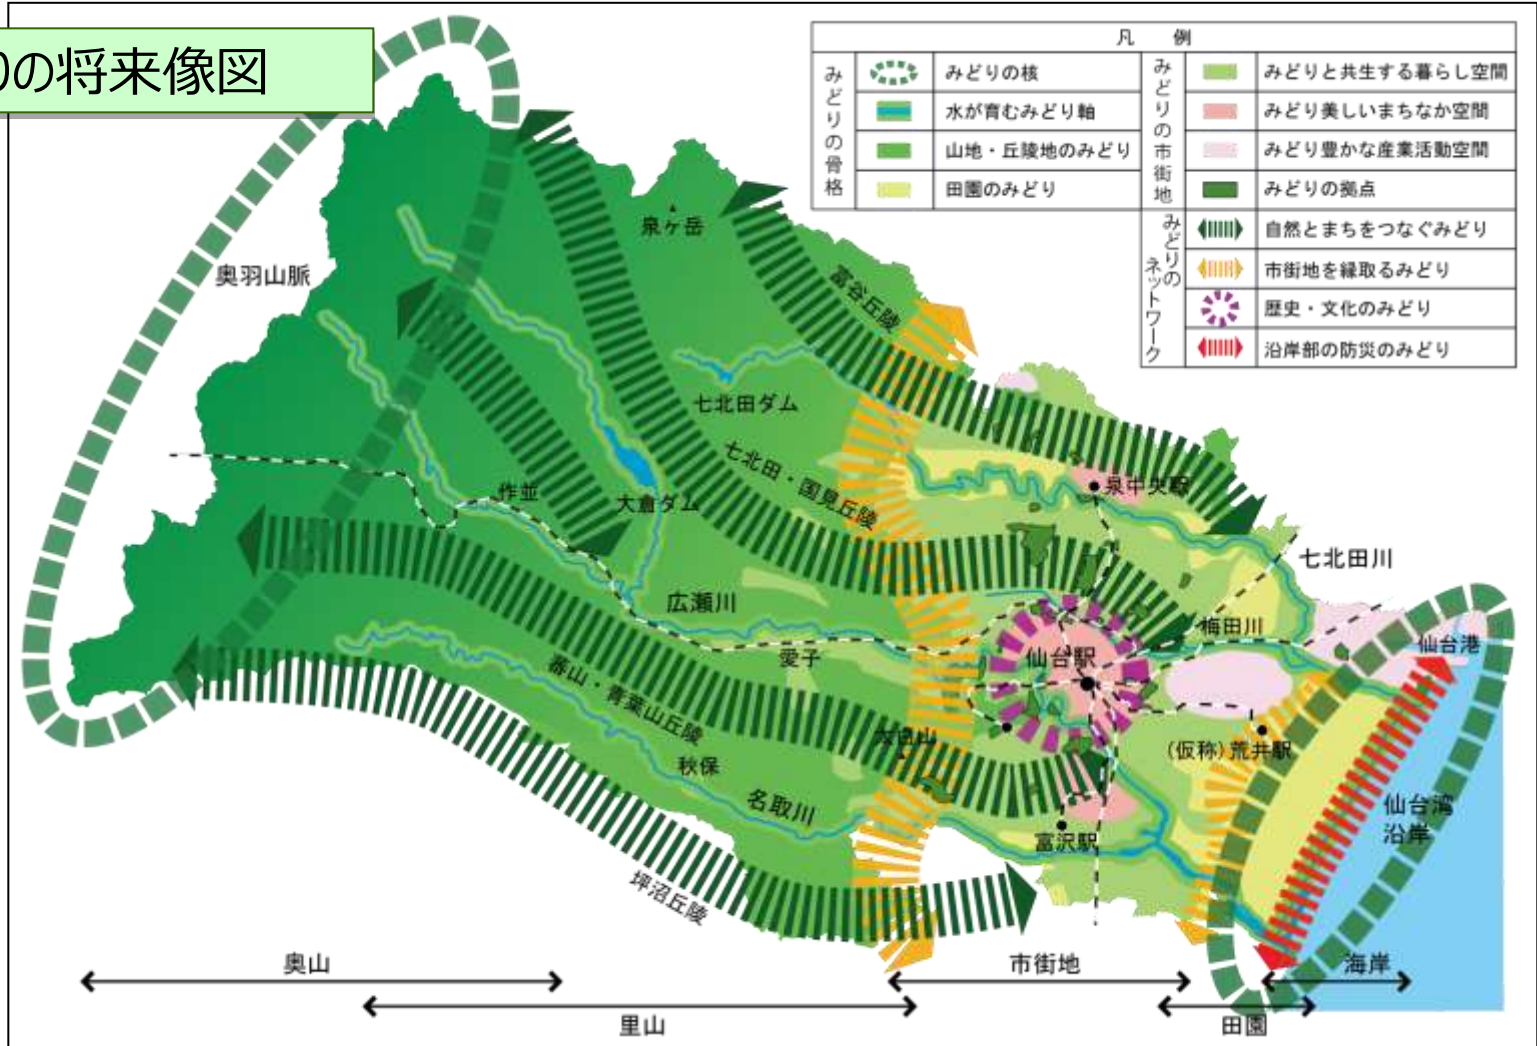 の将来像図
凡 例
みどりの骨格
みどりの核
水が育むみどり軸
山地・丘陵地のみどり
田園のみどり
みどりの市街地
みどりと共生する暮らし空間
みどり美しいまちなか空間
みどり豊かな産業活動空間
みどりの拠点
みどりの
ネットワーク
自然とまちをつなぐみどり
市街地を縁取るみどり
歴史・文化のみどり
沿岸部の防災のみどり
泉ヶ岳
奥羽山脈
富谷丘陵
七北田ダム
七北田・国見丘陵
泉中央駅
作並
大倉ダム
七北田川
広瀬川
梅田川
仙台港
愛子
仙台駅
蕃山・青葉山丘陵
太白山
(仮称)荒井駅
秋保
名取川
仙台湾
沿岸
富沢駅
坪沼丘陵
奥山
市街地
海岸
里山
田園